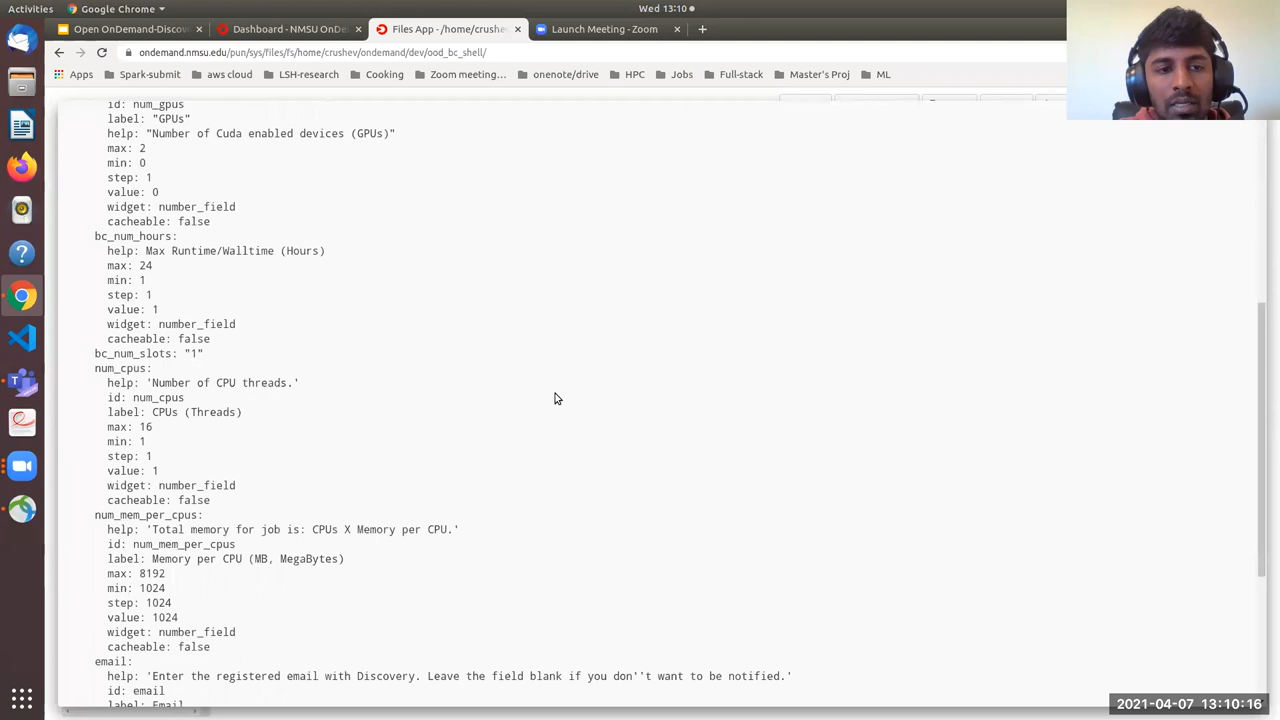 Activities
Google Chrome
Wed 13:10
Open OnDemand-Discov
Dashboard - NMSU OnDe
Files App - /home/crushev
Launch Meeting - Zoom
ondemand.nmsu.edu/pun/sys/files/fs/home/crushev/ondemand/dev/ood_bc_shell/
Apps
Spark-submit
aws cloud
LSH-research
Cooking
Zoom meeting…
onenote/drive
HPC
Jobs
Full-stack
Master's Proj
ML
id: num_gpus
label: "GPUs"
help: "Number of Cuda enabled devices (GPUs)"
max: 2
min: 0
step: 1
value: 0
widget: number_field
cacheable: false
bc_num_hours:
help: Max Runtime/Walltime (Hours)
max: 24
min: 1
step: 1
value: 1
widget: number_field
cacheable: false
bc_num_slots: "1"
num_cpus:
help: 'Number of CPU threads.'
id: num_cpus
label: CPUs (Threads)
max: 16
min: 1
step: 1
value: 1
widget: number_field
cacheable: false
num_mem_per_cpus:
help: 'Total memory for job is: CPUs X Memory per CPU.'
id: num_mem_per_cpus
label: Memory per CPU (MB, MegaBytes)
max: 8192
min: 1024
step: 1024
value: 1024
widget: number_field
cacheable: false
email:
help: 'Enter the registered email with Discovery. Leave the field blank if you don''t want to be notified.'
id: email
label: Email
2021-04-07 13:10:16